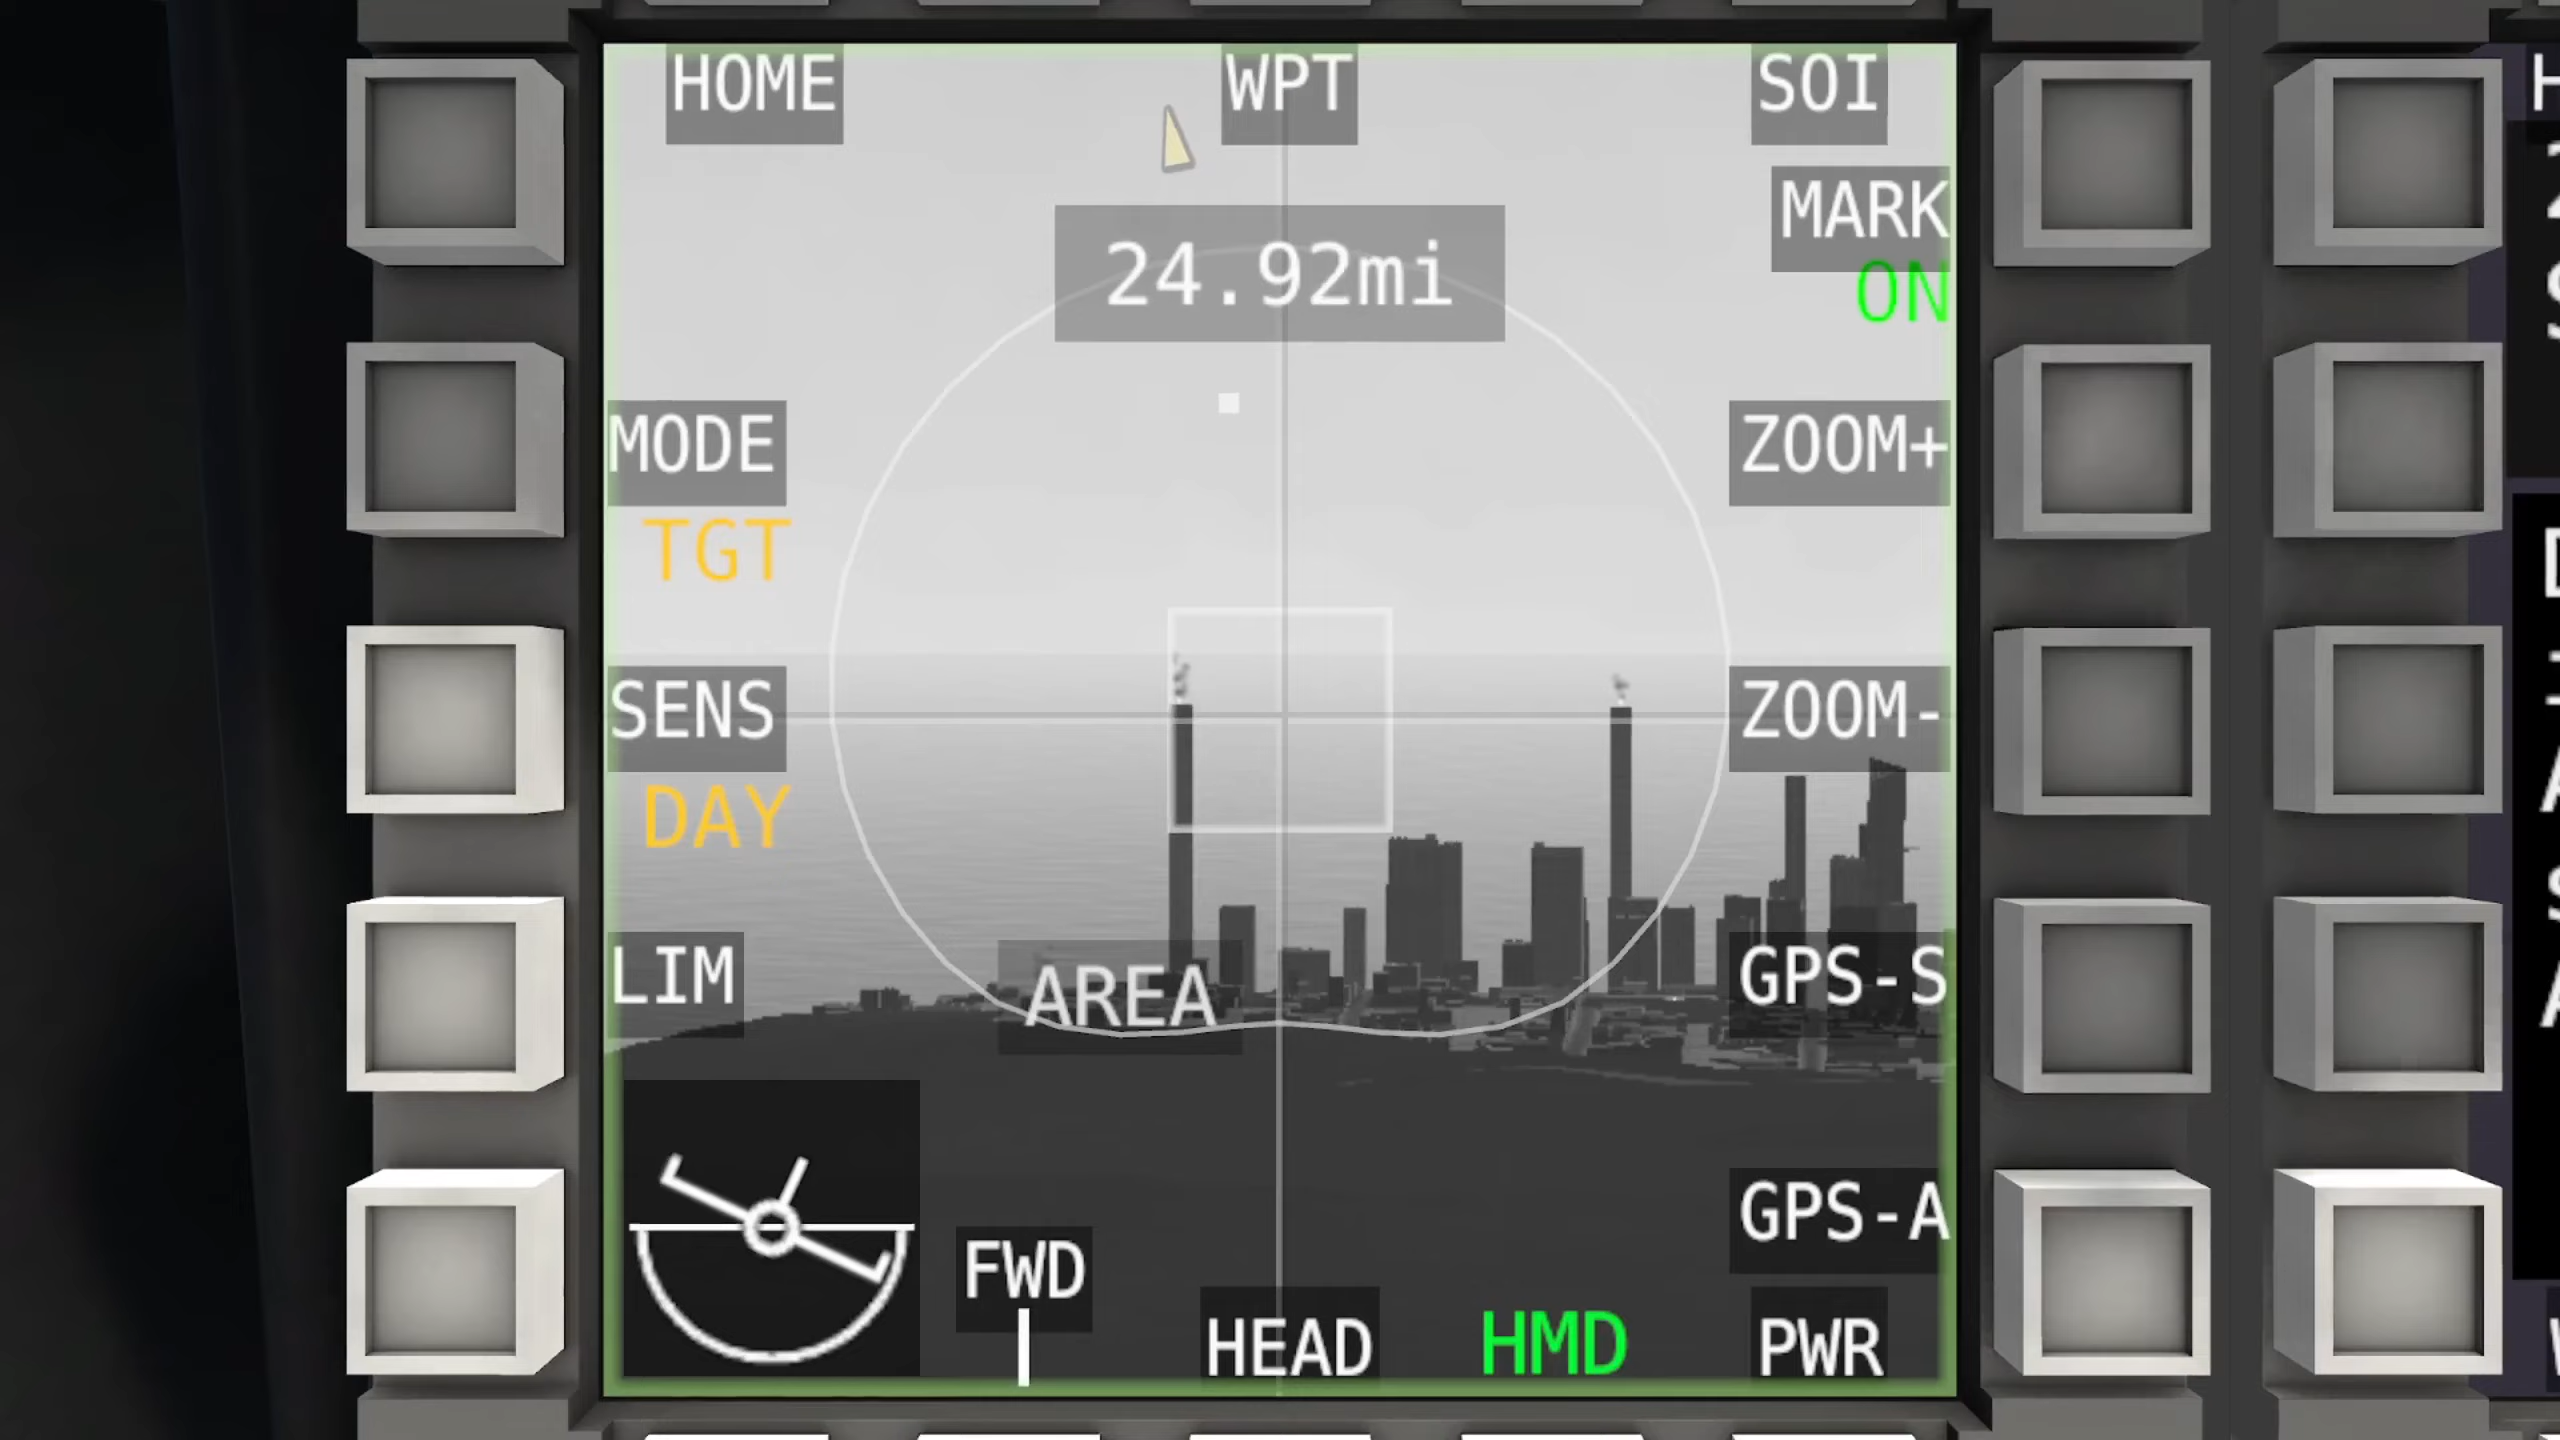 HOME WPT SOI
MARK
24.92mi
ON
MODE ZOOM+
TGT
SENS ZOOM-
DAY
LIM AREA GPS-S
GPS-A
FWD
HEAD HMD PWR